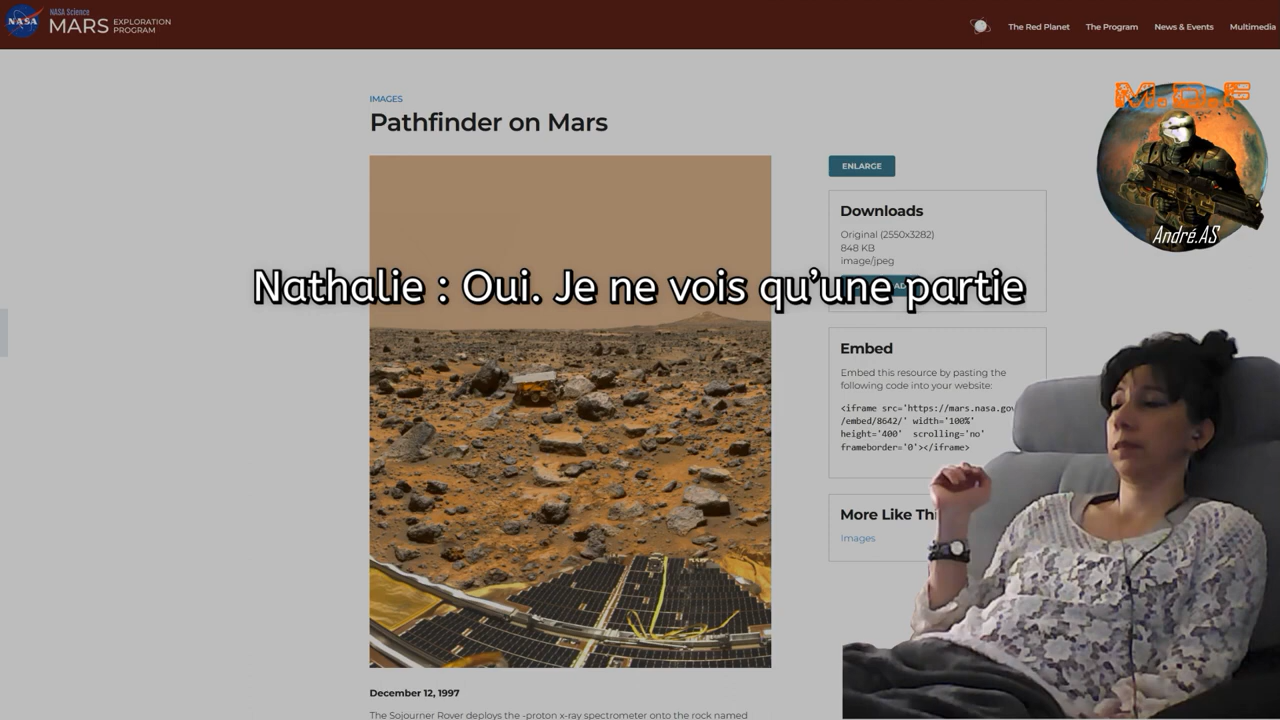 NASA
NASA Science
MARS EXPLORATION PROGRAM
The Red Planet
The Program
News & Events
Multimedia
IMAGES
Pathfinder on Mars
ENLARGE
Downloads
Original (2550x3282)
848 KB
image/jpeg
M.D.F
André.AS
Nathalie : Oui. Je ne vois qu’une partie
Embed
Embed this resource by pasting the
following code into your website:
<iframe src='https://mars.nasa.gov
/embed/8642/' width='100%'
height='400' scrolling='no'
frameborder='0'></iframe>
More Like Thi
Images
December 12, 1997
The Sojourner Rover deploys the -proton x-ray spectrometer onto the rock named